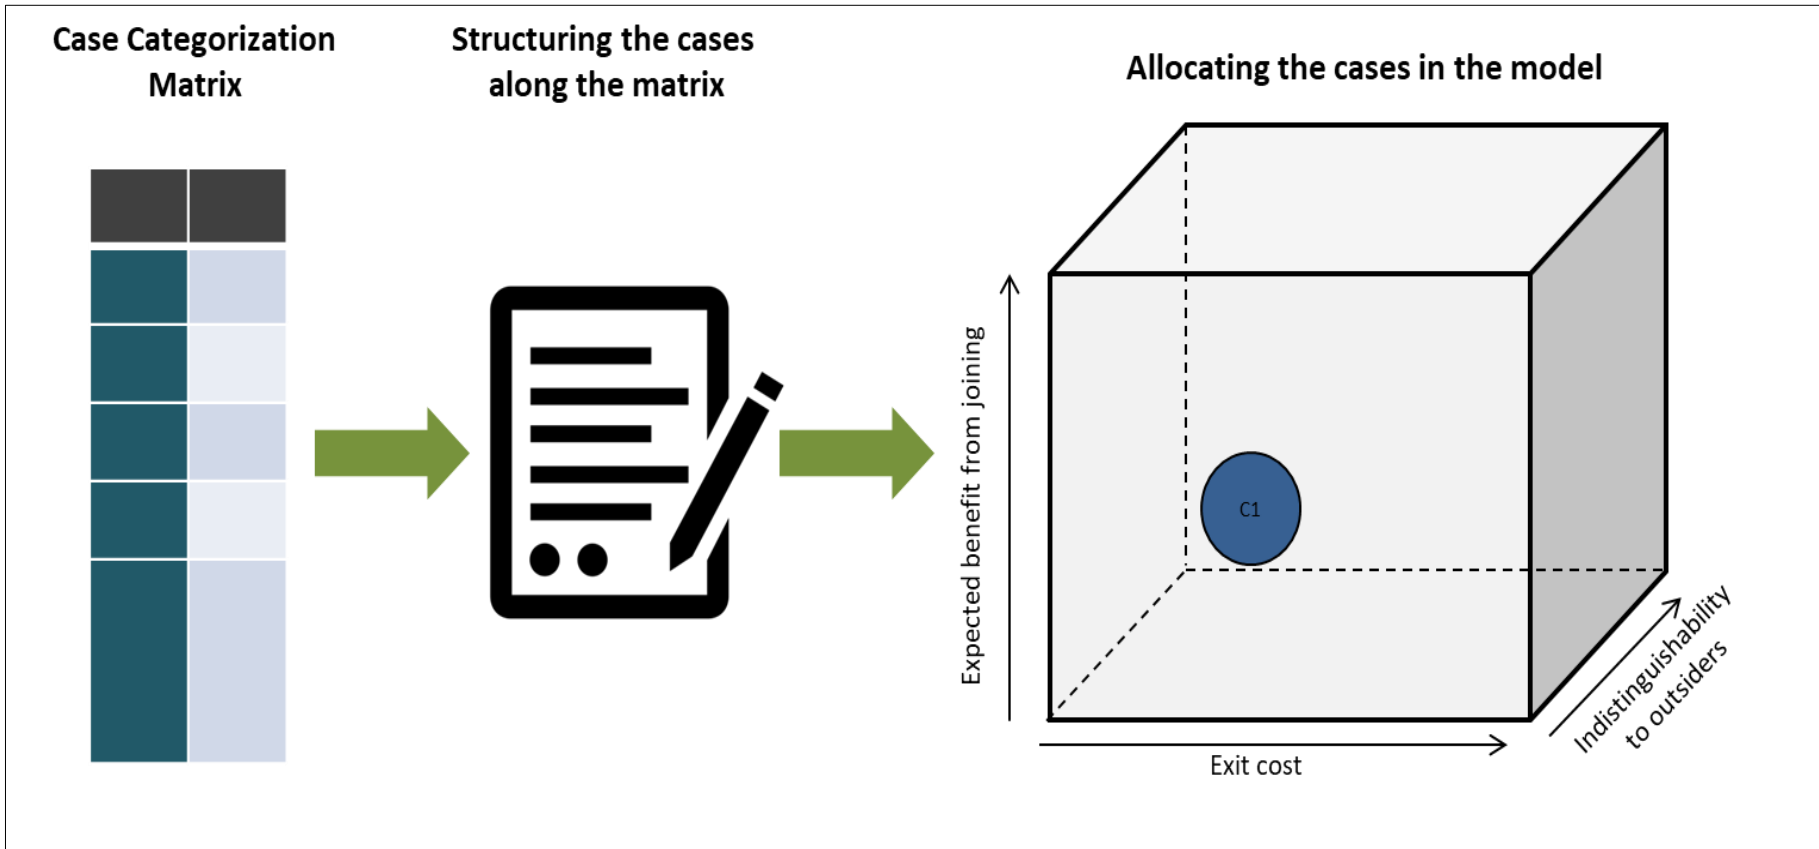 Case Categorization
Matrix
Structuring the cases
along the matrix
Allocating the cases in the model
Expected benefit from joining
C1
Exit cost
Indistinguishability
to outsiders